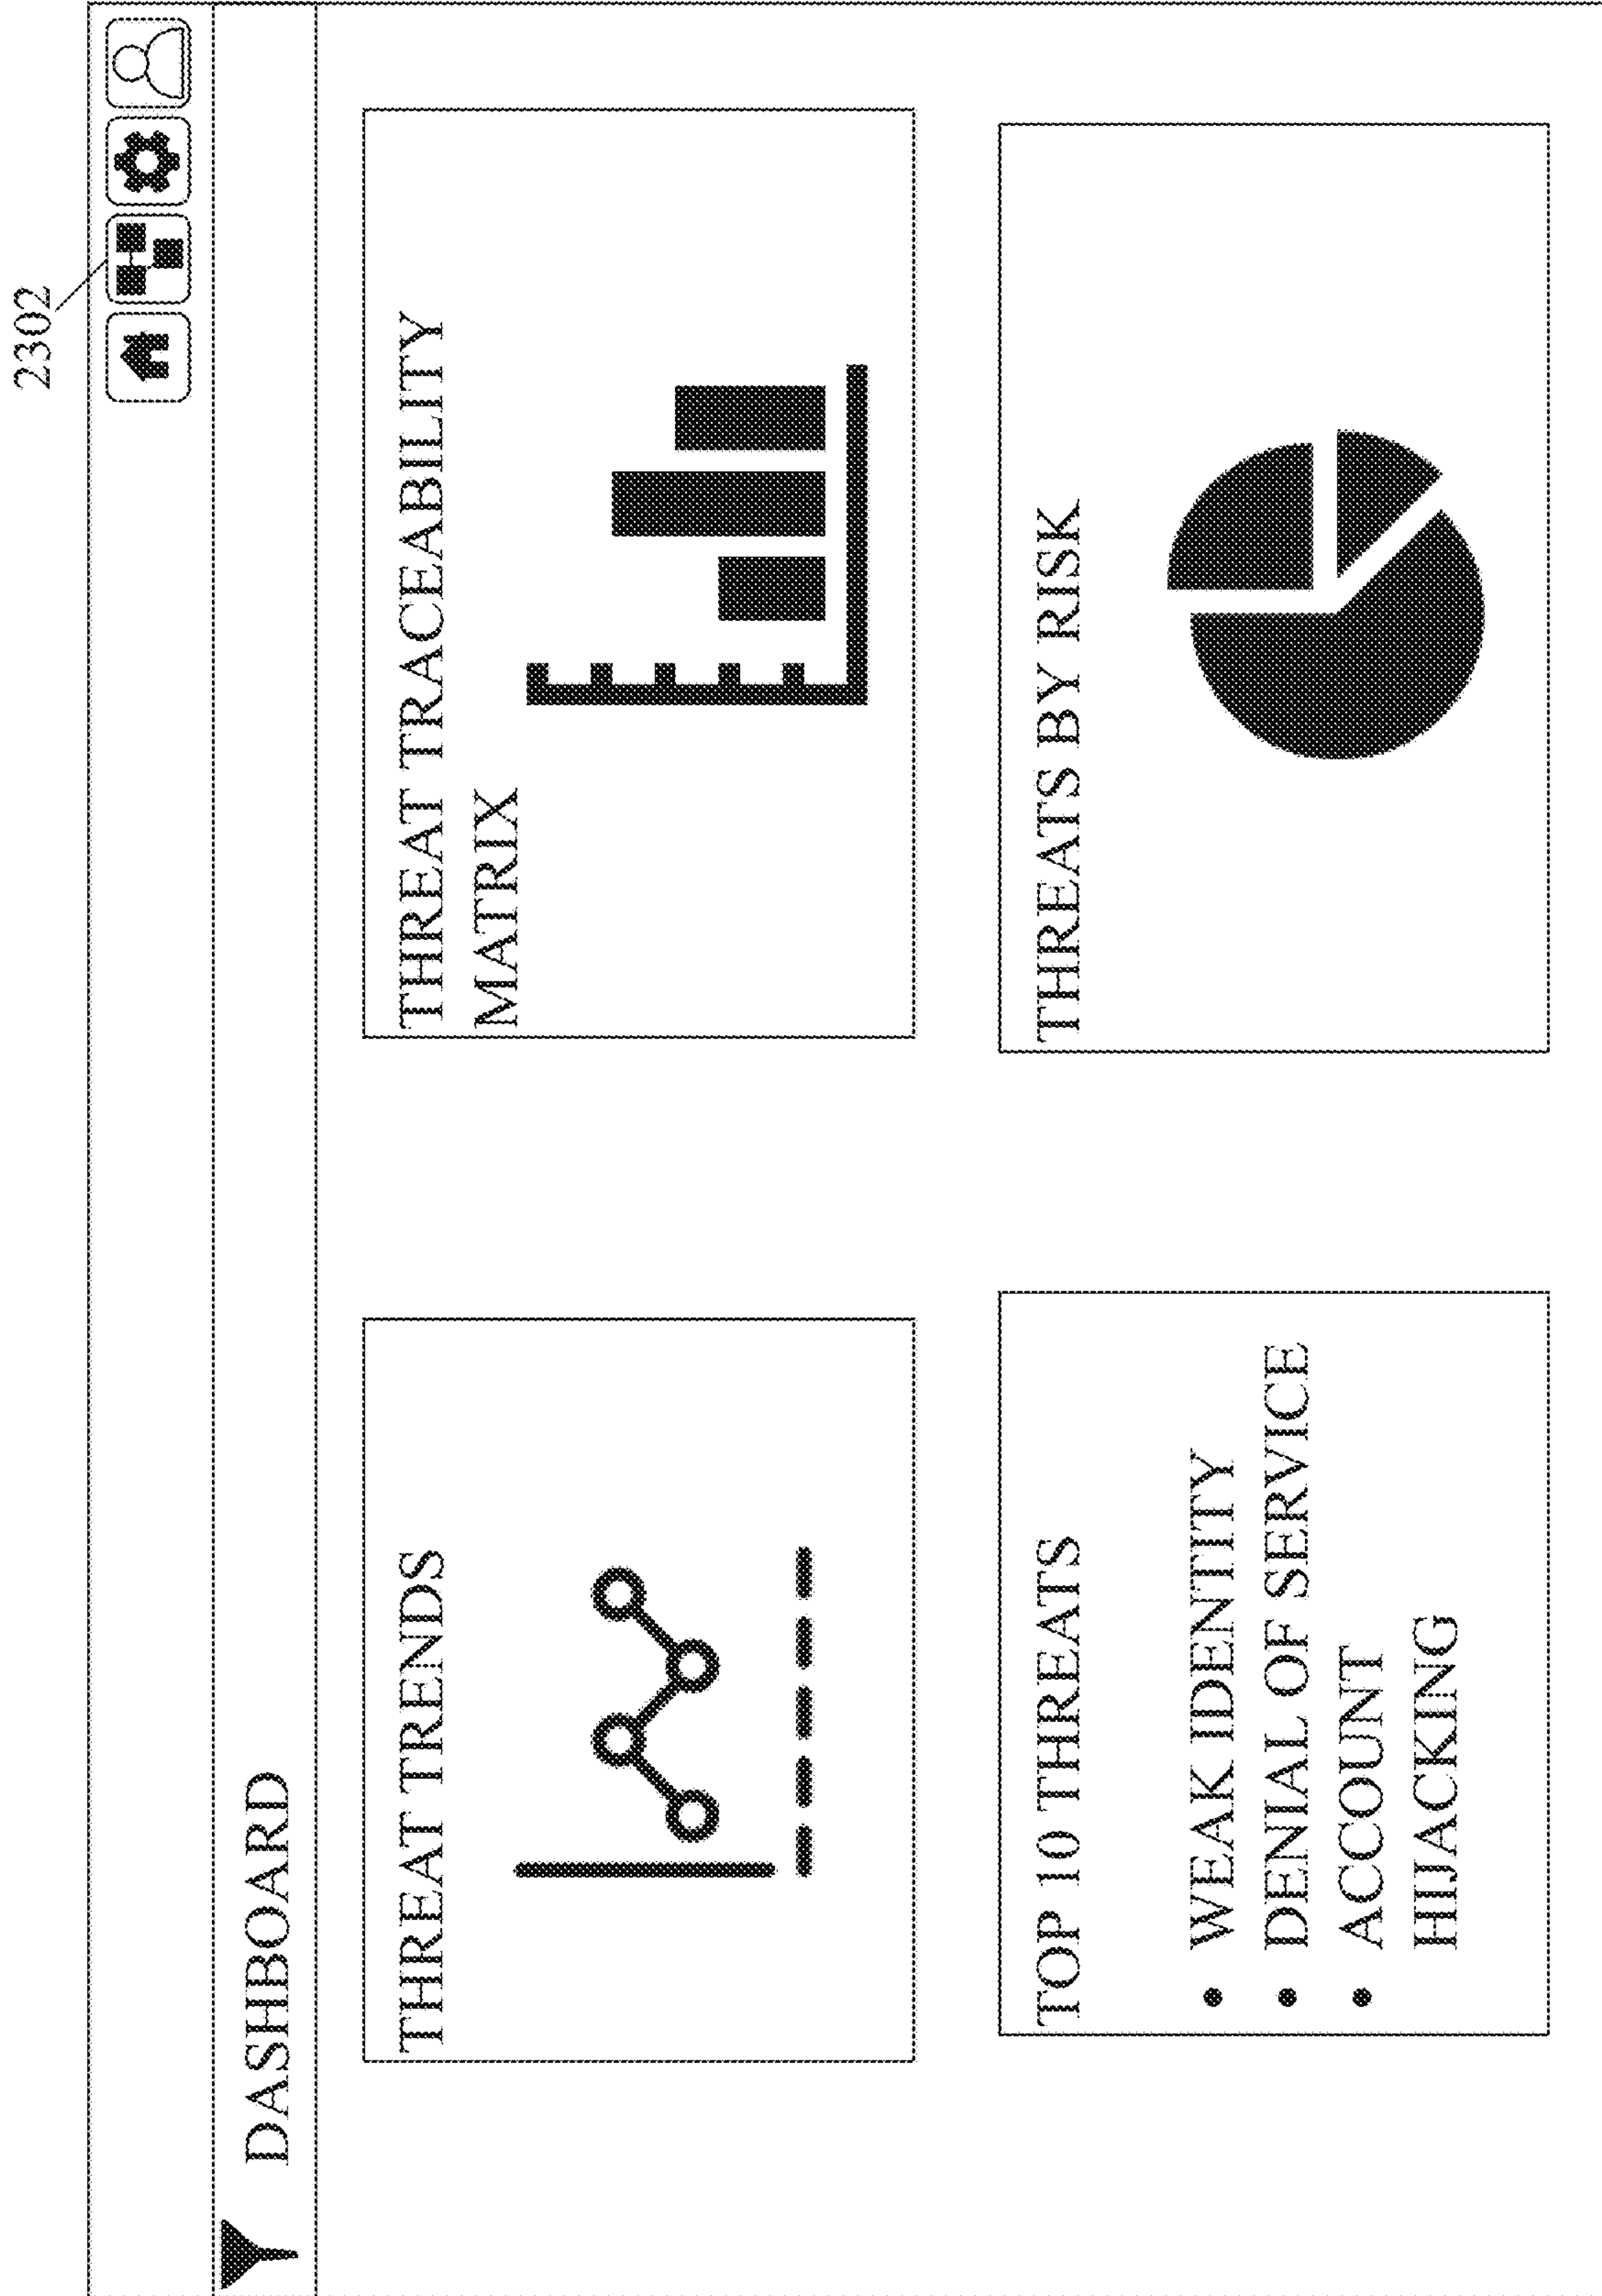 2302
DASHBOARD
THREAT TRENDS
THREAT TRACEABILITY
MATRIX
TOP 10 THREATS
• WEAK IDENTITY
• DENIAL OF SERVICE
• ACCOUNT
HIJACKING
THREATS BY RISK